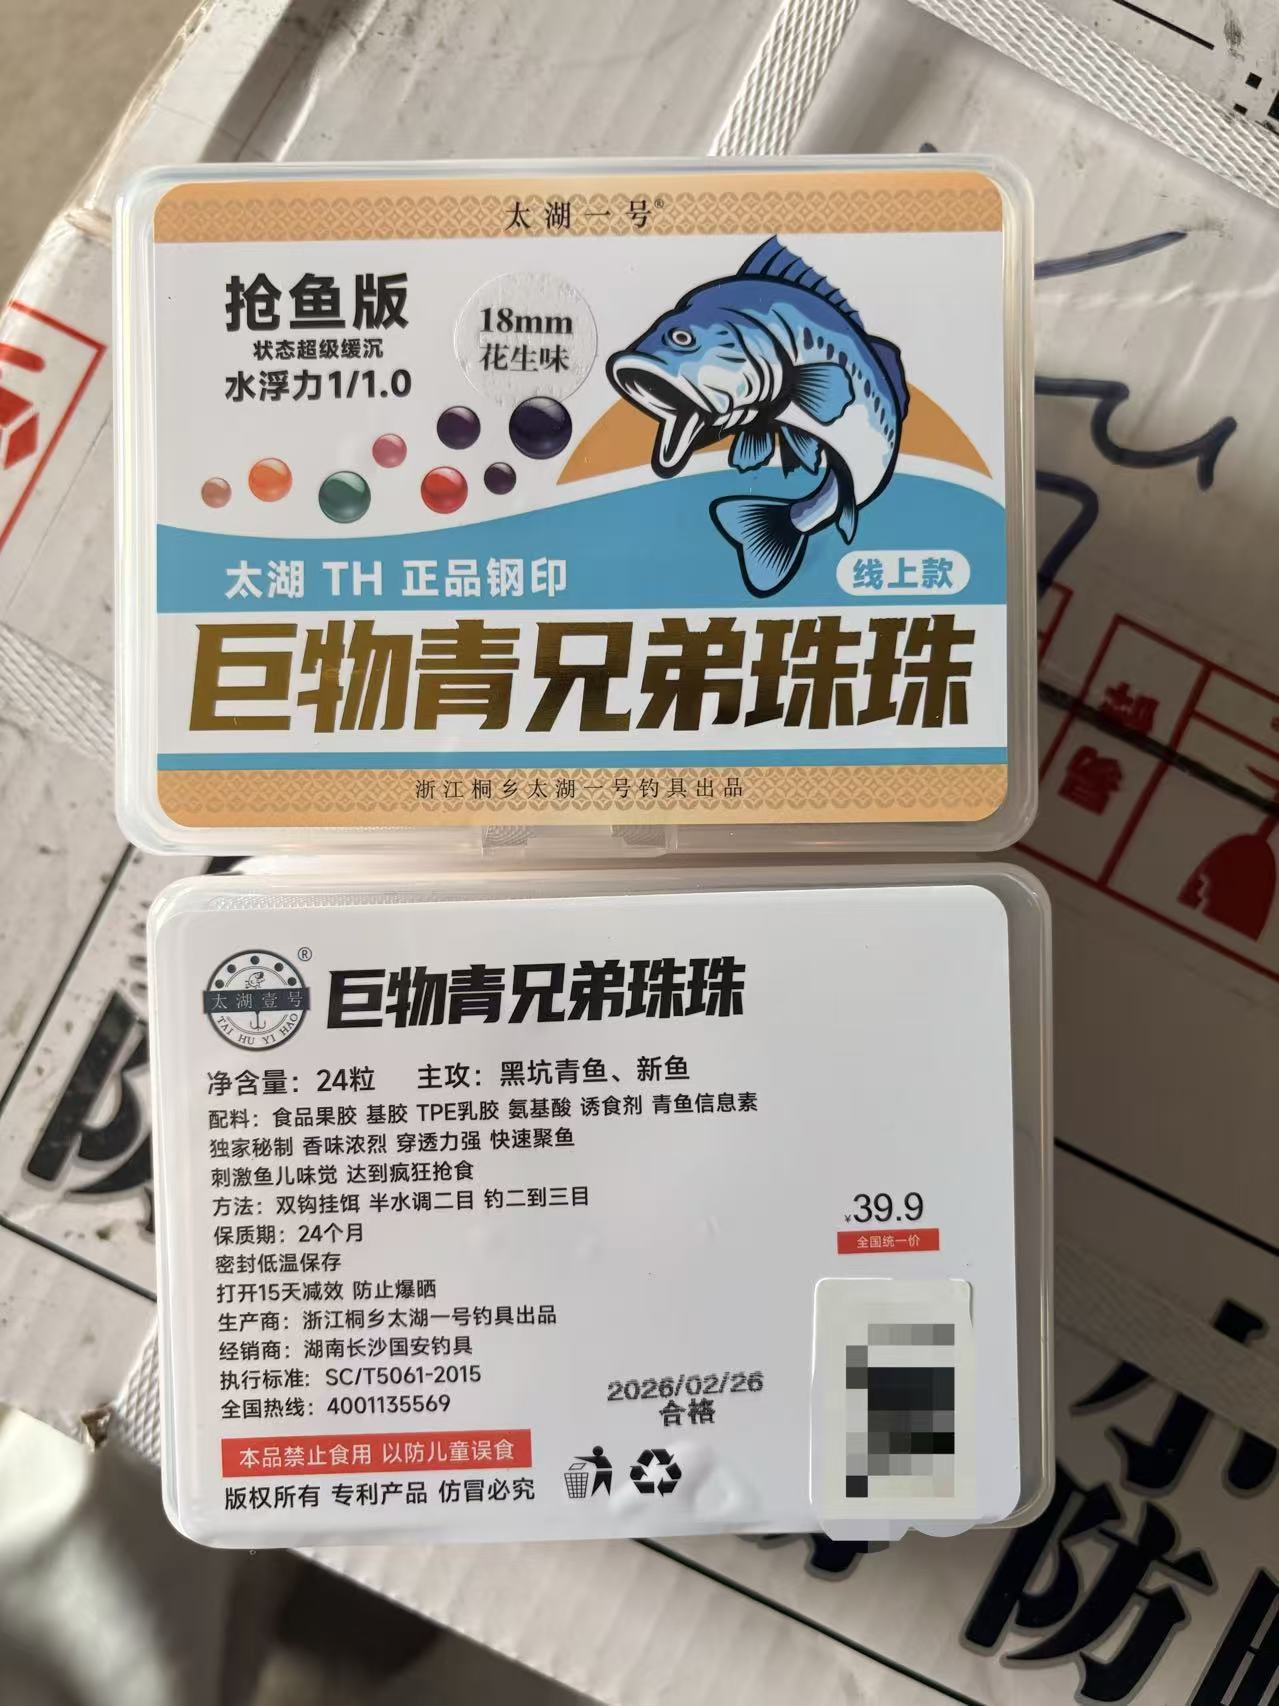 太湖一号®
抢鱼版
状态超级缓沉
水浮力1/1.0
18mm
花生味
太湖 TH 正品钢印
线上款
巨物青兄弟珠珠
浙江桐乡太湖一号钓具出品
太湖壹号
TAI HU YI HAO
®
巨物青兄弟珠珠
净含量：24粒 主攻：黑坑青鱼、新鱼
配料：食品果胶 基胶 TPE乳胶 氨基酸 诱食剂 青鱼信息素
独家秘制 香味浓烈 穿透力强 快速聚鱼
刺激鱼儿味觉 达到疯狂抢食
方法：双钩挂饵 半水调二目 钓二到三目
保质期：24个月
密封低温保存
打开15天减效 防止爆晒
生产商：浙江桐乡太湖一号钓具出品
经销商：湖南长沙国安钓具
执行标准：SC/T5061-2015
全国热线：4001135569
本品禁止食用 以防儿童误食
版权所有 专利产品 仿冒必究
¥39.9
全国统一价
2026/02/26
合格
防